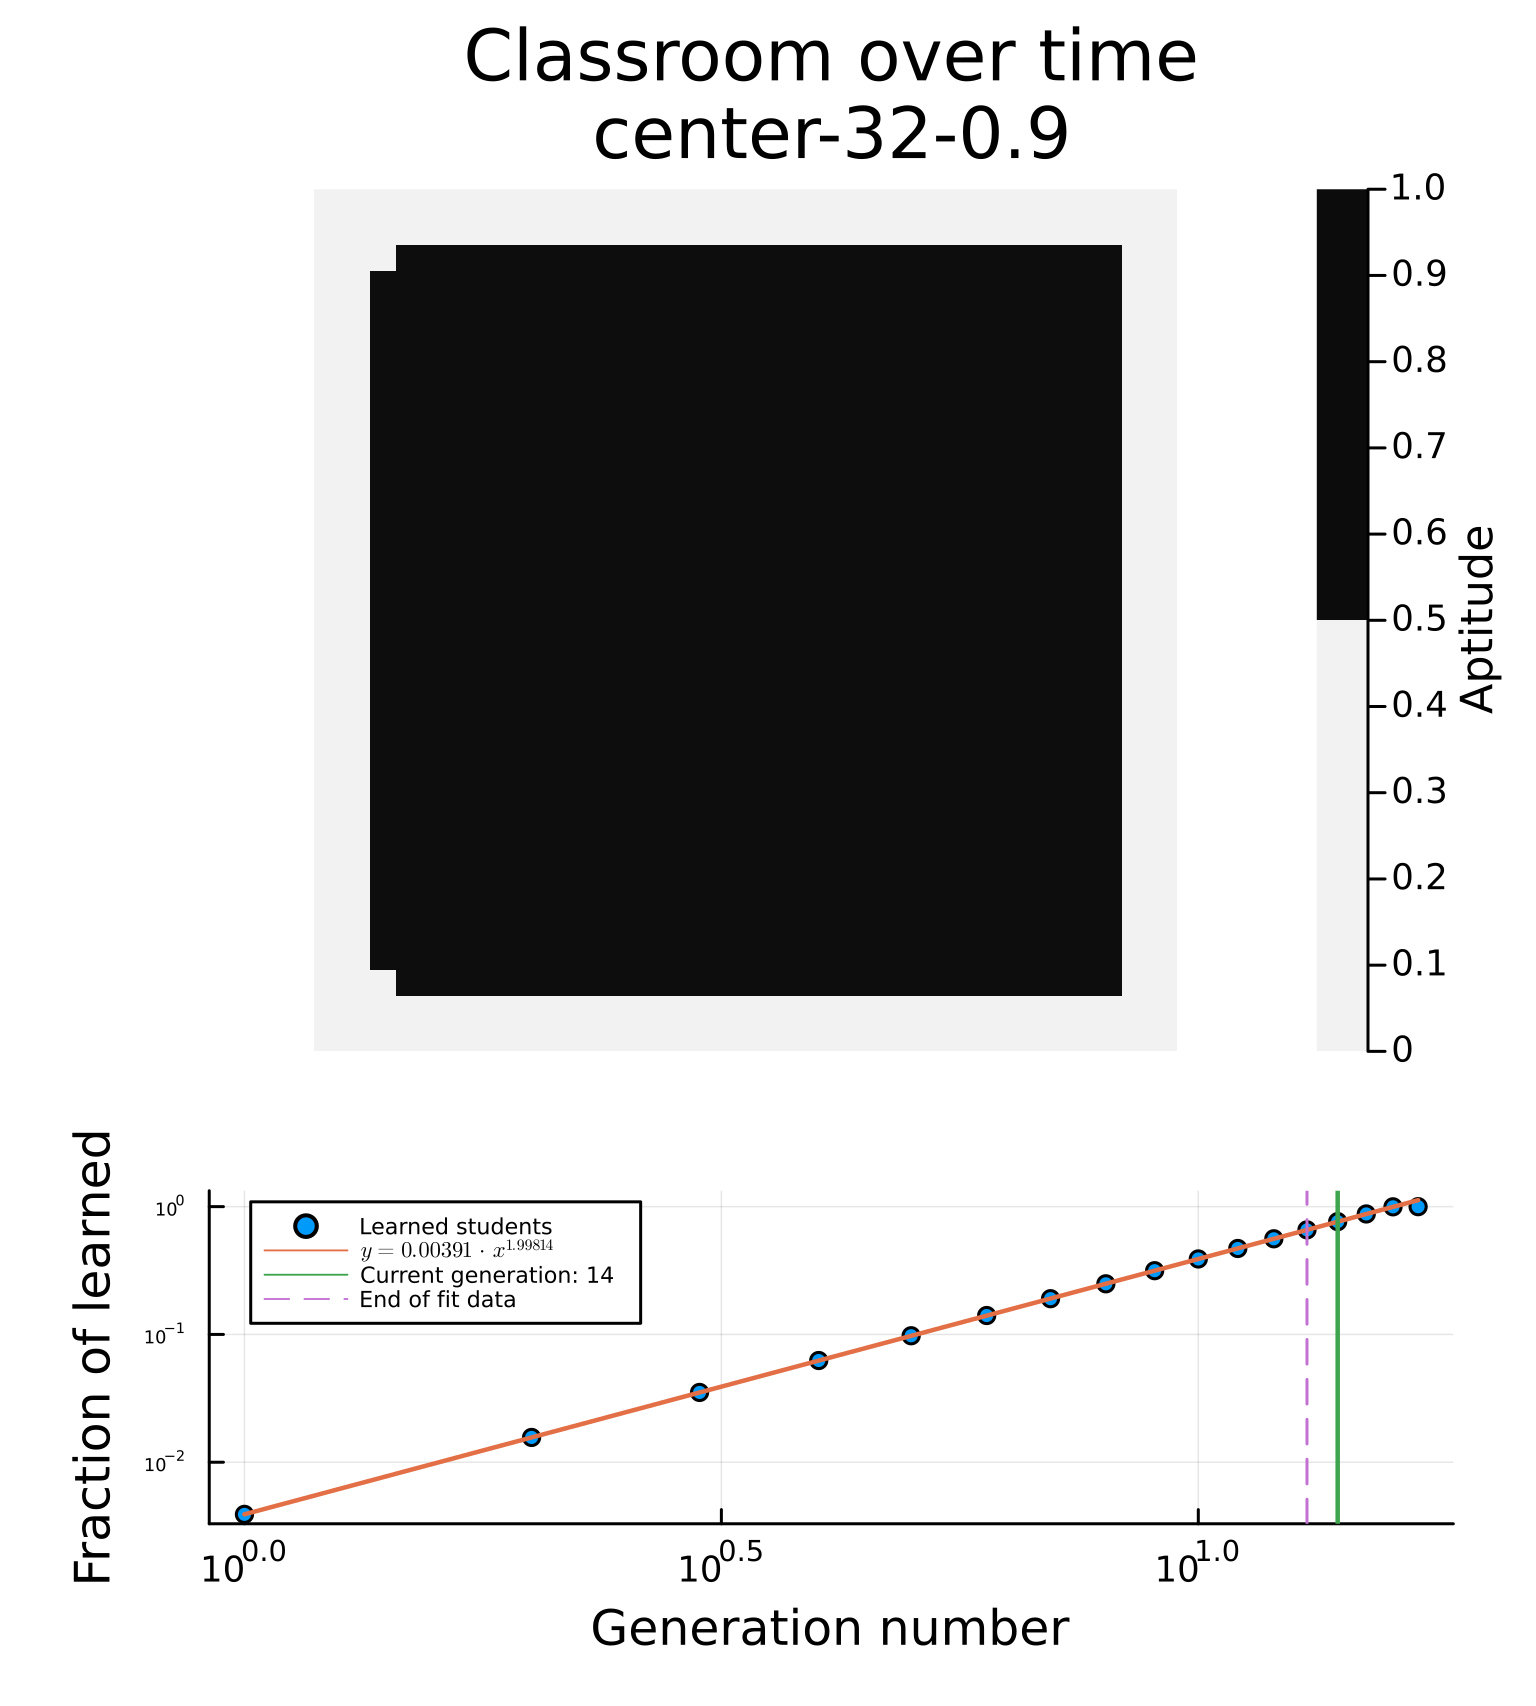 Classroom over time
center-32-0.9
1.0
0.9
0.8
0.7
0.6
0.5
0.4
0.3
0.2
0.1
0
Aptitude
Fraction of learned
10⁰
10⁻¹
10⁻²
Learned students
y = 0.00391 · x^1.99814
Current generation: 14
End of fit data
10^0.0
10^0.5
10^1.0
Generation number